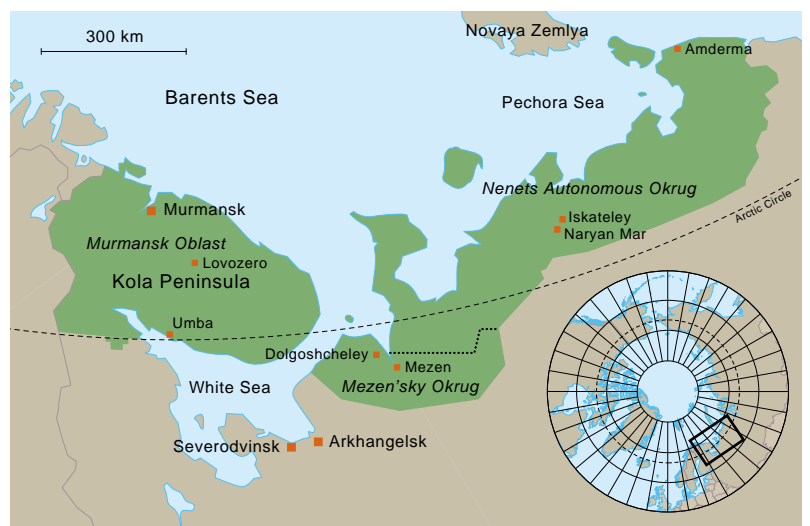 Novaya Zemlya
300 km
Amderma
Barents Sea
Pechora Sea
Nenets Autonomous Okrug
Arctic Circle
Murmansk
Iskateley
Naryan Mar
Murmansk Oblast
Lovozero
Kola Peninsula
Umba
Dolgoshcheley
Mezen
White Sea
Mezen'sky Okrug
Severodvinsk
Arkhangelsk